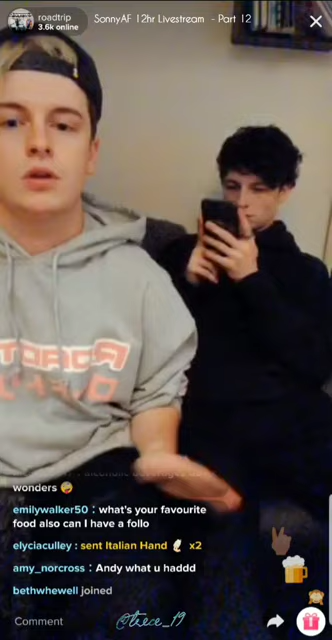 roadtrip
3.6k online
SonnyAF 12hr Livestream - Part 12
wonders 🤪
emilywalker50 : what's your favourite
food also can I have a follo
elyciaculley : sent Italian Hand x2
amy_norcross : Andy what u haddd
bethwhewell joined
Comment
@trece_19